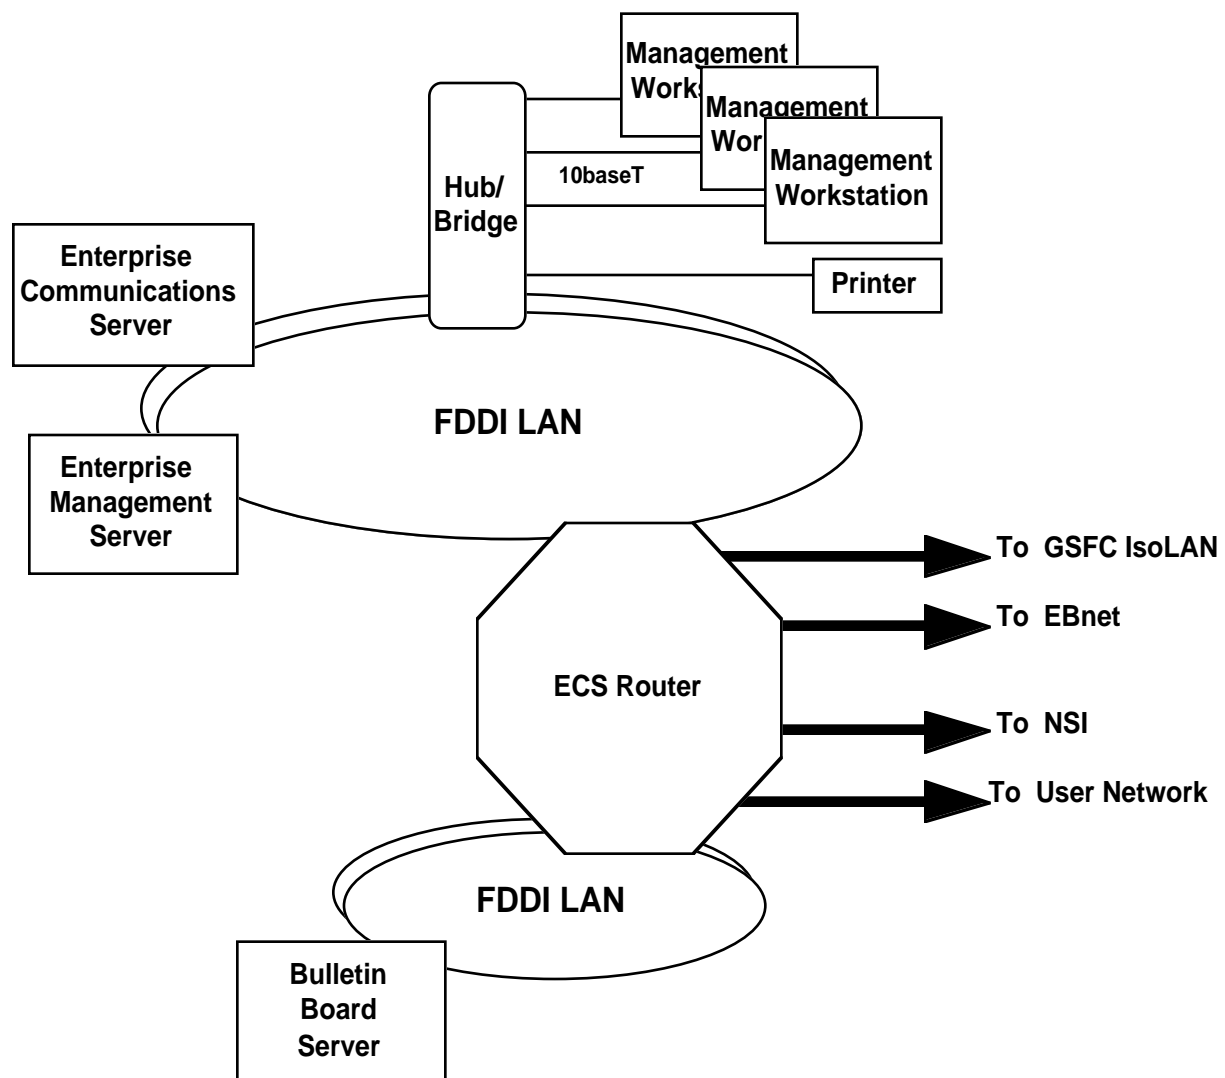 Management
Works
Management
Wor
Management
Workstation
10baseT
Hub/
Bridge
Printer
Enterprise
Communications
Server
FDDI LAN
Enterprise
Management
Server
To GSFC IsoLAN
To EBnet
ECS Router
To NSI
To User Network
FDDI LAN
Bulletin
Board
Server